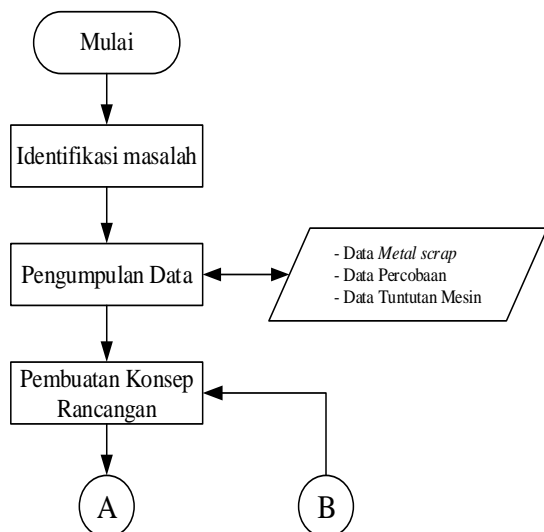 Mulai
Identifikasi masalah
Pengumpulan Data
- Data Metal scrap
- Data Percobaan
- Data Tuntutan Mesin
Pembuatan Konsep
Rancangan
A
B